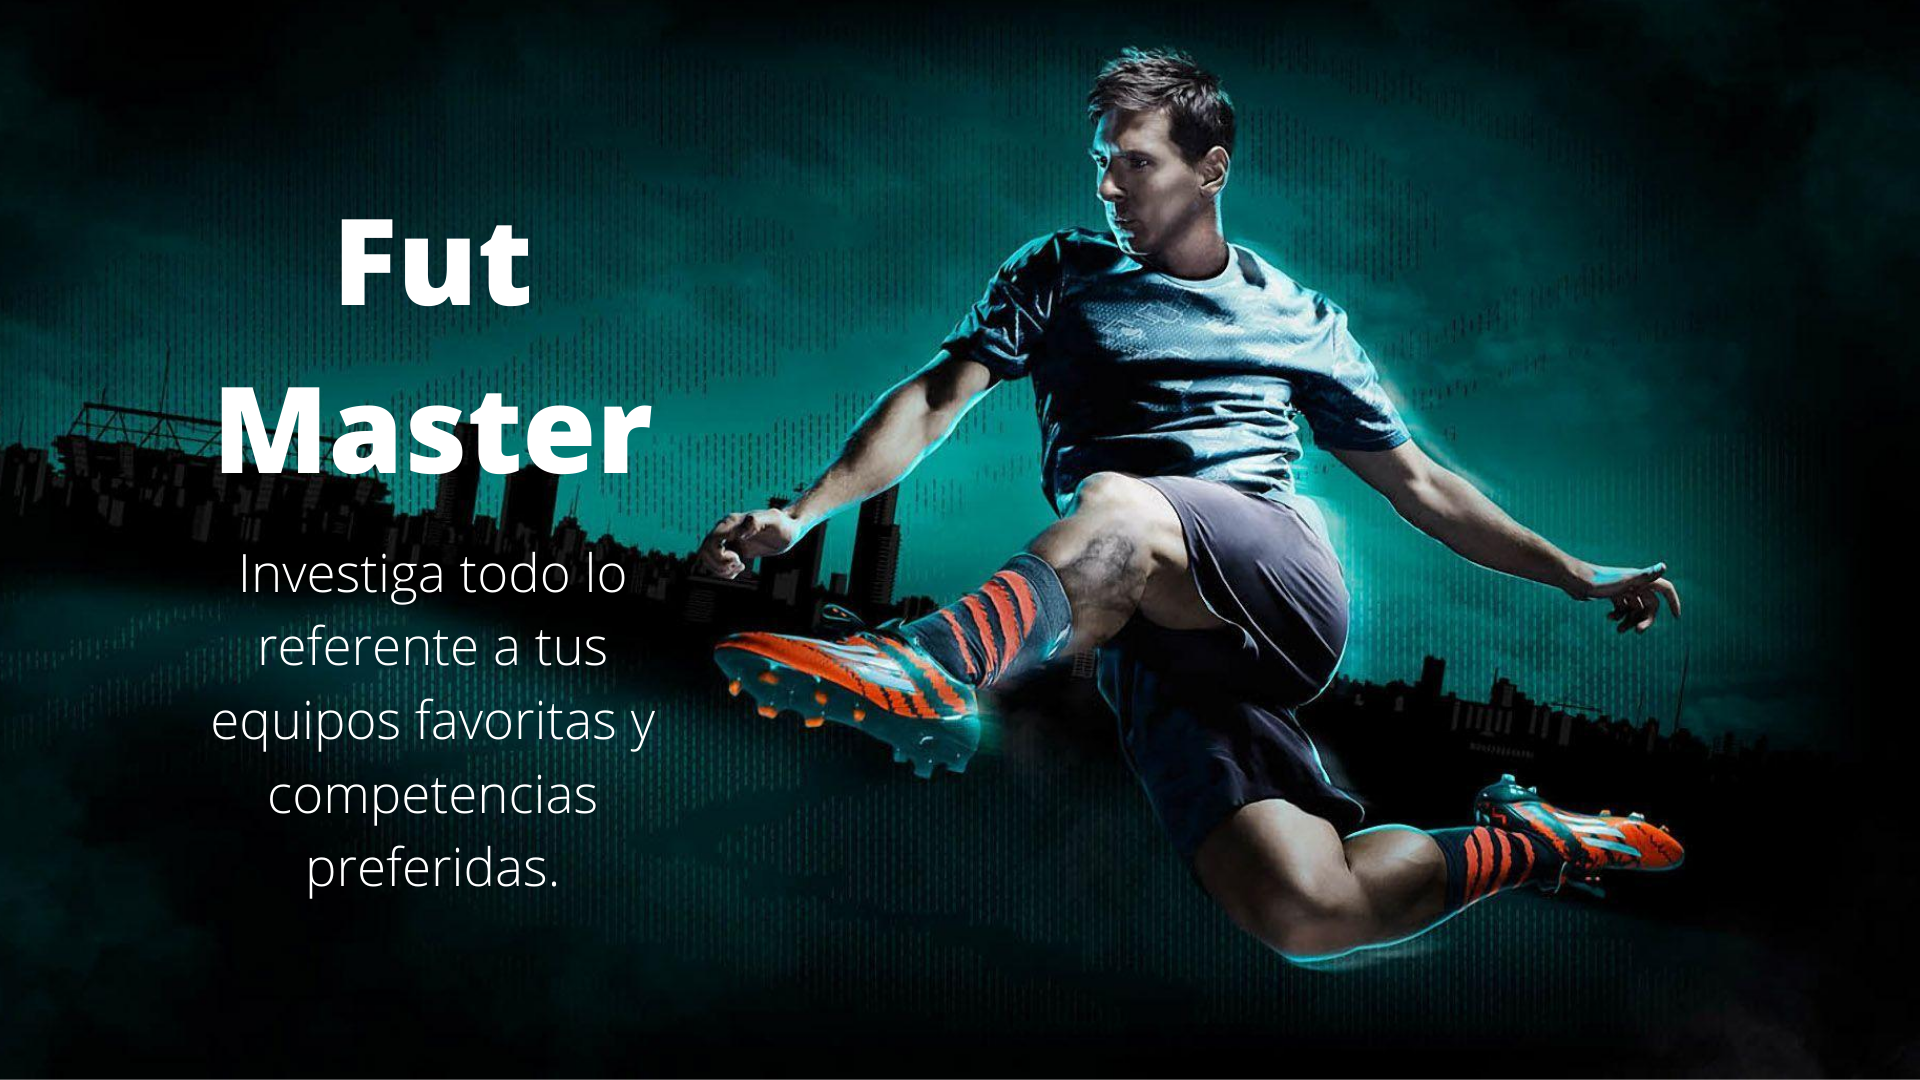 Fut
Master
Investiga todo lo
referente a tus
equipos favoritas y
competencias
preferidas.